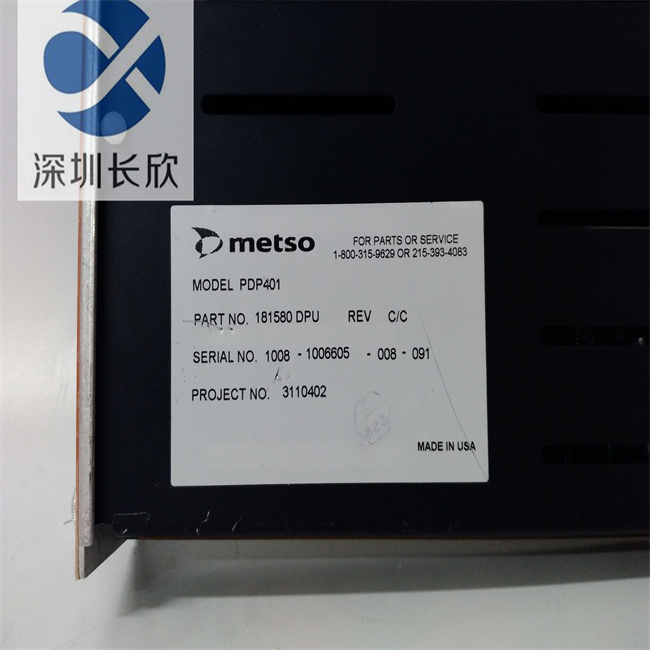 深圳长欣
metso
FOR PARTS OR SERVICE
1-800-315-9629 OR 215-393-4083
MODEL PDP401
PART NO. 181580 DPU REV C/C
SERIAL NO. 1008 - 1006605 - 008 - 091
PROJECT NO. 3110402
MADE IN USA